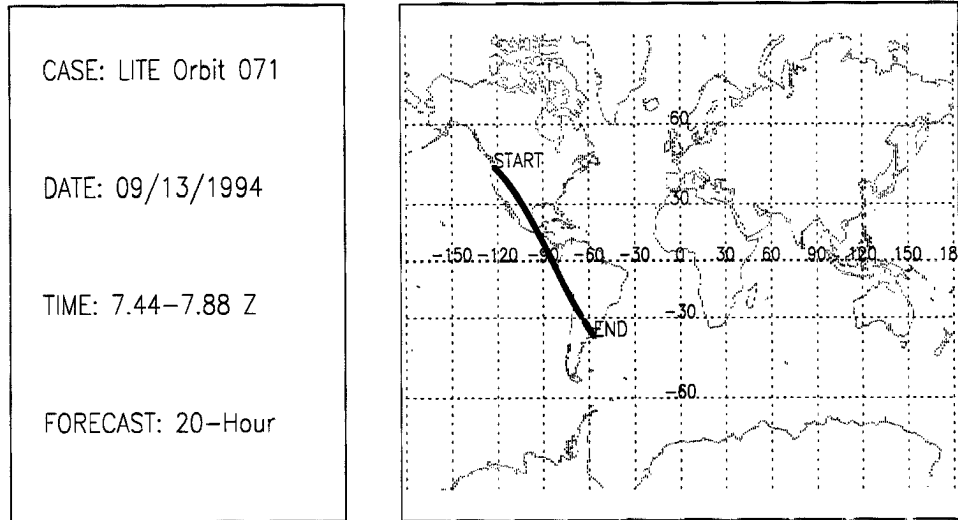 CASE: LITE Orbit 071
DATE: 09/13/1994
TIME: 7.44-7.88 Z
FORECAST: 20-Hour
60
START
30
-150 -120 -90 -60 -30 0 30 60 90 120 150 18
-30
END
-60